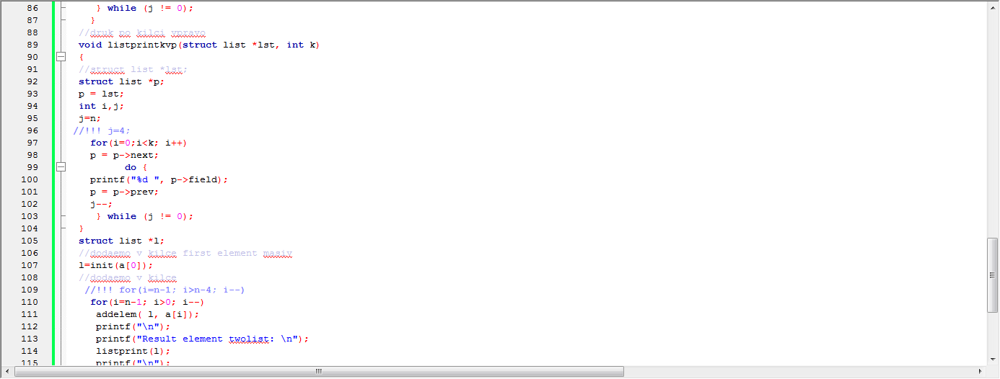 86 } while (j != 0);
87 }
88 //druk po kilci vpravo
89 void listprintkvp(struct list *lst, int k)
90 {
91 //struct list *lst;
92 struct list *p;
93 p = lst;
94 int i,j;
95 j=n;
96 //!!! j=4;
97 for(i=0;i<k; i++)
98 p = p->next;
99 do {
100 printf("%d ", p->field);
101 p = p->prev;
102 j--;
103 } while (j != 0);
104 }
105 struct list *l;
106 //dodaemo v kilce first element masiv
107 l=init(a[0]);
108 //dodaemo v kilce
109 //!!! for(i=n-1; i>n-4; i--)
110 for(i=n-1; i>0; i--)
111 addelem( l, a[i]);
112 printf("\n");
113 printf("Result element twolist: \n");
114 listprint(l);
115 printf("\n");